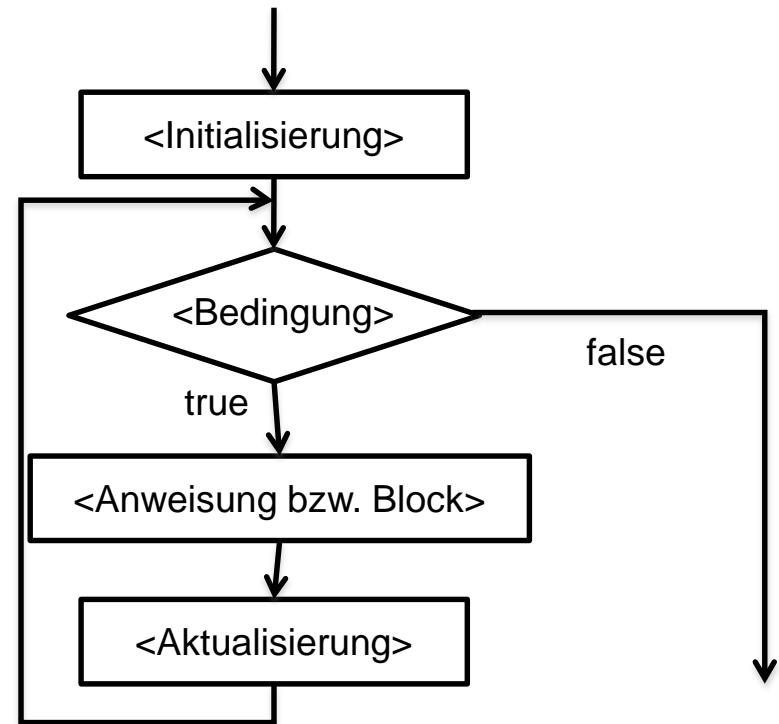 <Initialisierung>
<Bedingung>
false
true
<Anweisung bzw. Block>
<Aktualisierung>